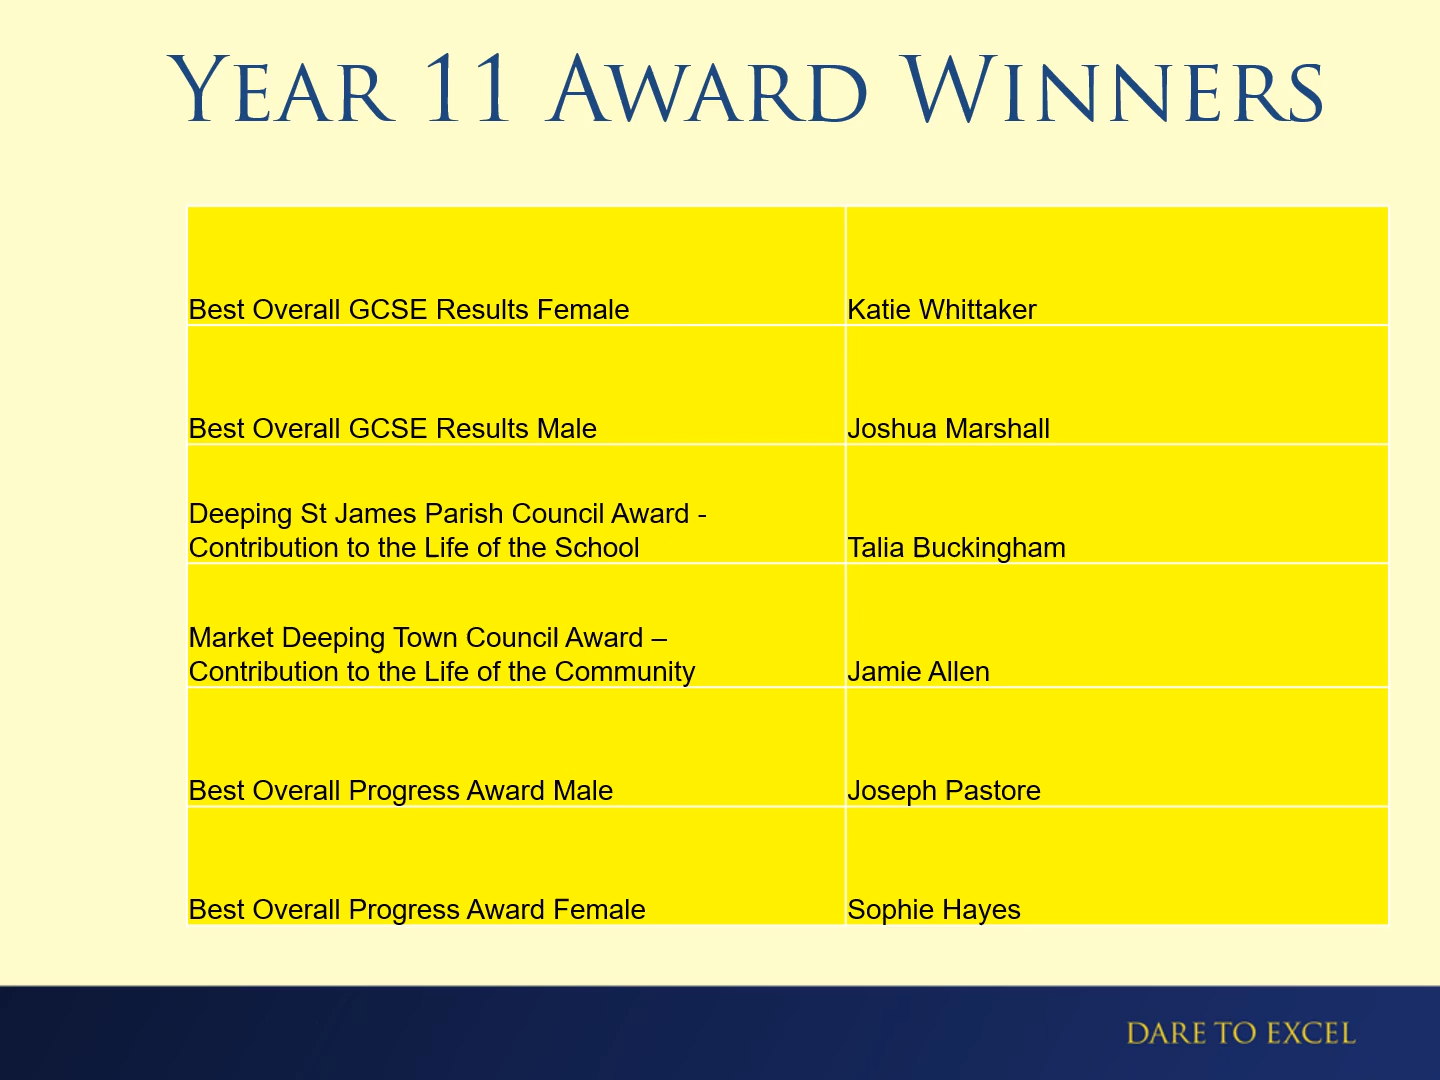 Year 11 Award Winners
Best Overall GCSE Results Female
Katie Whittaker
Best Overall GCSE Results Male
Joshua Marshall
Deeping St James Parish Council Award -
Contribution to the Life of the School
Talia Buckingham
Market Deeping Town Council Award –
Contribution to the Life of the Community
Jamie Allen
Best Overall Progress Award Male
Joseph Pastore
Best Overall Progress Award Female
Sophie Hayes
DARE TO EXCEL